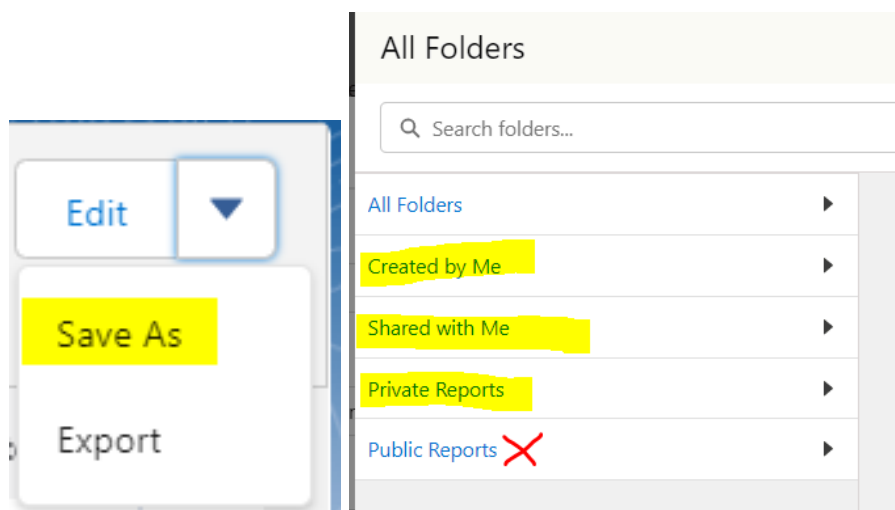 Edit
Save As
Export
All Folders
Search folders...
All Folders
Created by Me
Shared with Me
Private Reports
Public Reports